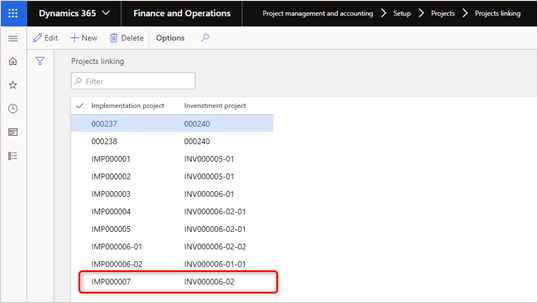 Dynamics 365 Finance and Operations Project management and accounting Setup Projects Projects linking
Edit New Delete Options
Projects linking
Filter
Implementation project Invenstment project
000237 000240
000238 000240
IMP000001 INV000005-01
IMP000002 INV000005-01
IMP000003 INV000006-01
IMP000004 INV000006-02-01
IMP000005 INV000006-02-01
IMP000006-01 INV000006-02-02
IMP000006-02 INV000006-01-01
IMP000007 INV000006-02